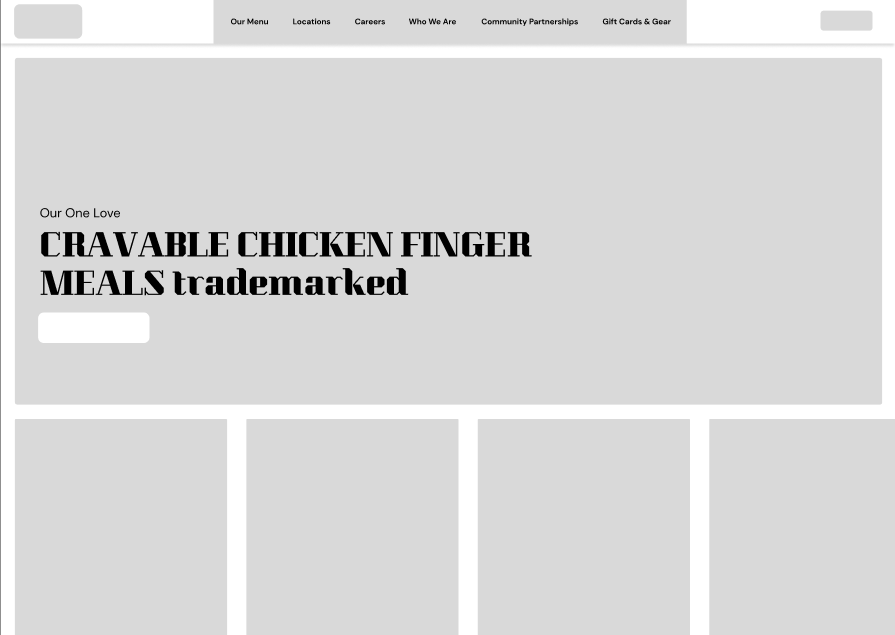 Our Menu Locations Careers Who We Are Community Partnerships Gift Cards & Gear
Our One Love
CRAVABLE CHICKEN FINGER
MEALS trademarked